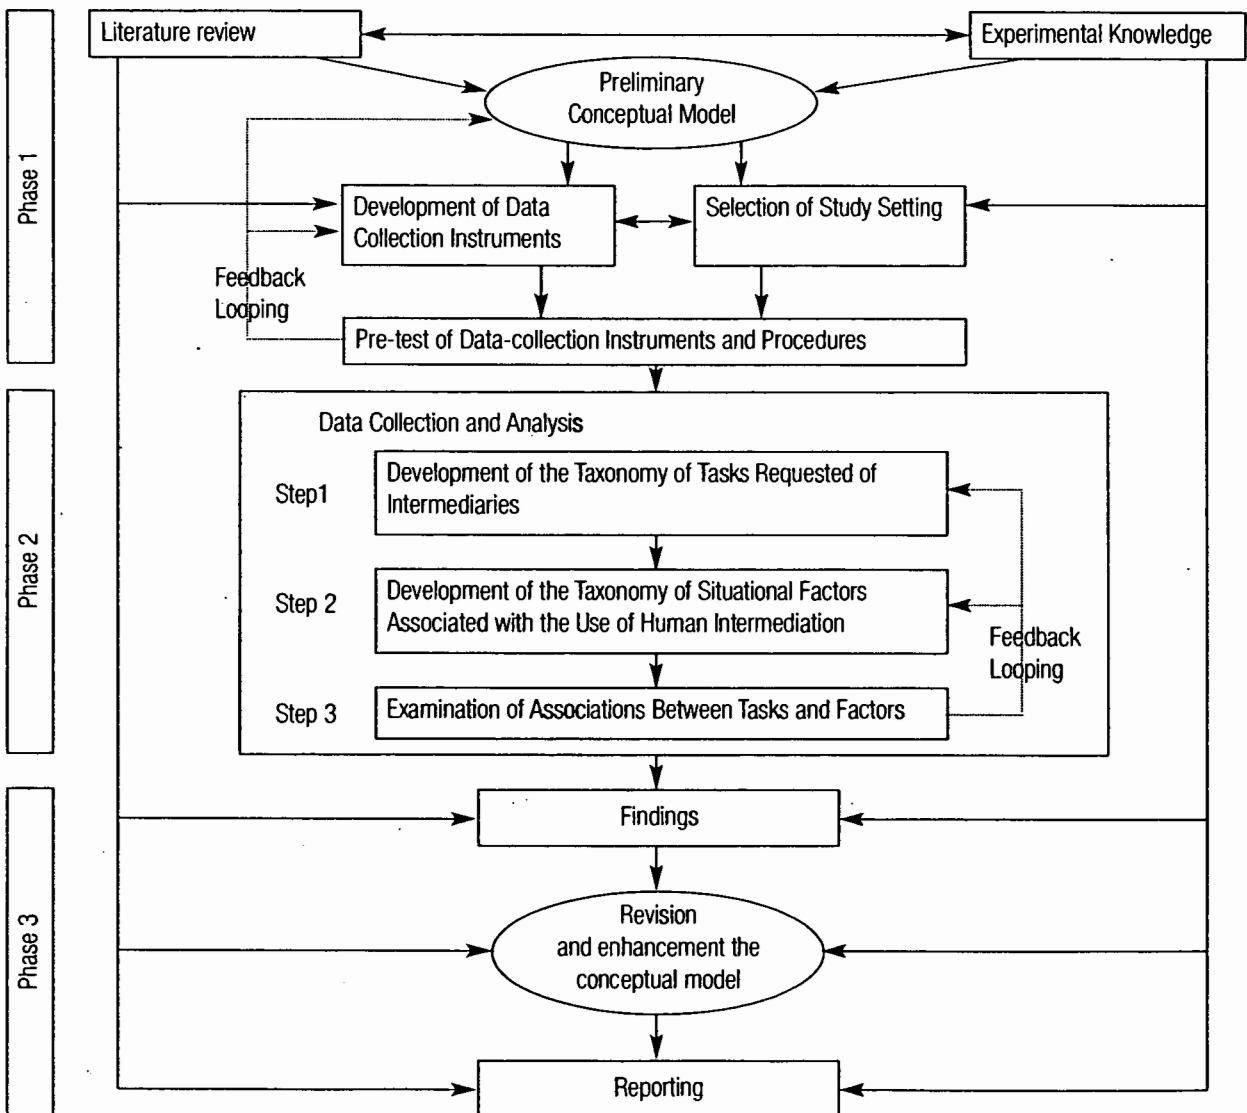 Literature review
Experimental Knowledge
Preliminary
Conceptual Model
Phase 1
Development of Data
Collection Instruments
Selection of Study Setting
Feedback
Looping
Pre-test of Data-collection Instruments and Procedures
Phase 2
Data Collection and Analysis
Step1
Development of the Taxonomy of Tasks Requested of
Intermediaries
Step 2
Development of the Taxonomy of Situational Factors
Associated with the Use of Human Intermediation
Feedback
Looping
Step 3
Examination of Associations Between Tasks and Factors
Phase 3
Findings
Revision
and enhancement the
conceptual model
Reporting